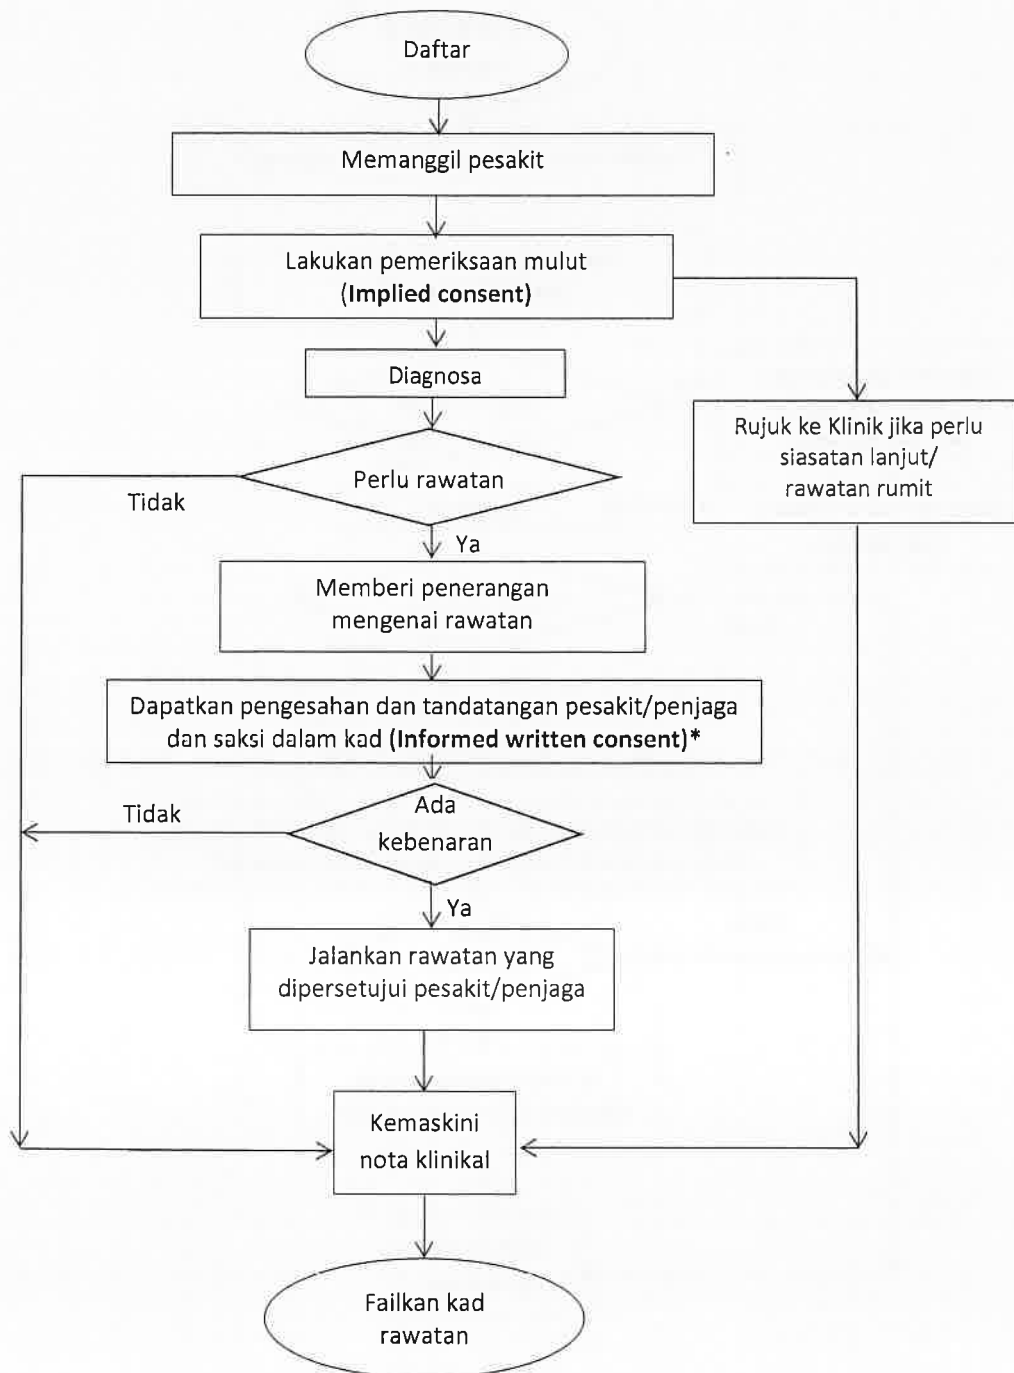 Daftar
Memanggil pesakit
Lakukan pemeriksaan mulut
(Implied consent)
Diagnosa
Rujuk ke Klinik jika perlu
siasatan lanjut/
rawatan rumit
Perlu rawatan
Tidak
Ya
Memberi penerangan
mengenai rawatan
Dapatkan pengesahan dan tandatangan pesakit/penjaga
dan saksi dalam kad (Informed written consent)*
Tidak
Ada
kebenaran
Ya
Jalankan rawatan yang
dipersetujui pesakit/penjaga
Kemaskini
nota klinikal
Failkan kad
rawatan